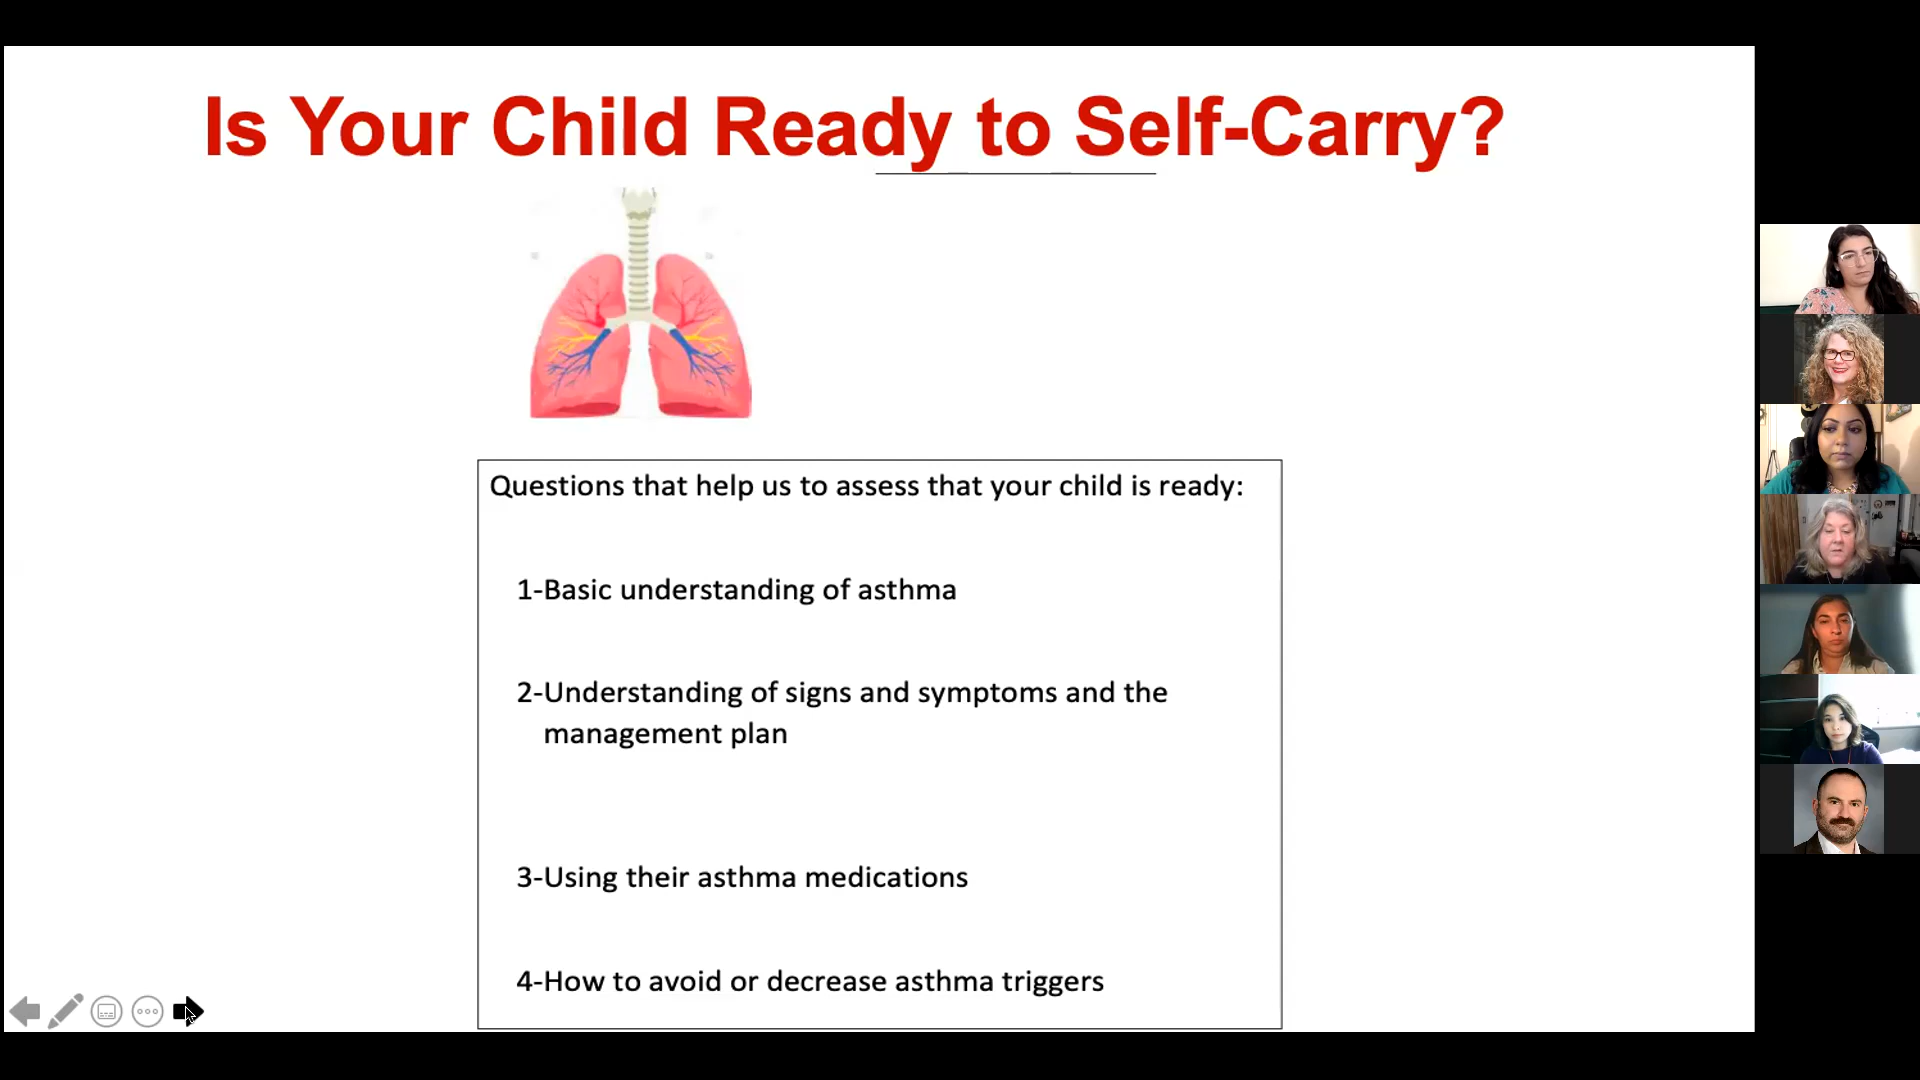 Is Your Child Ready to Self-Carry?
Questions that help us to assess that your child is ready:
1-Basic understanding of asthma
2-Understanding of signs and symptoms and the
management plan
3-Using their asthma medications
4-How to avoid or decrease asthma triggers